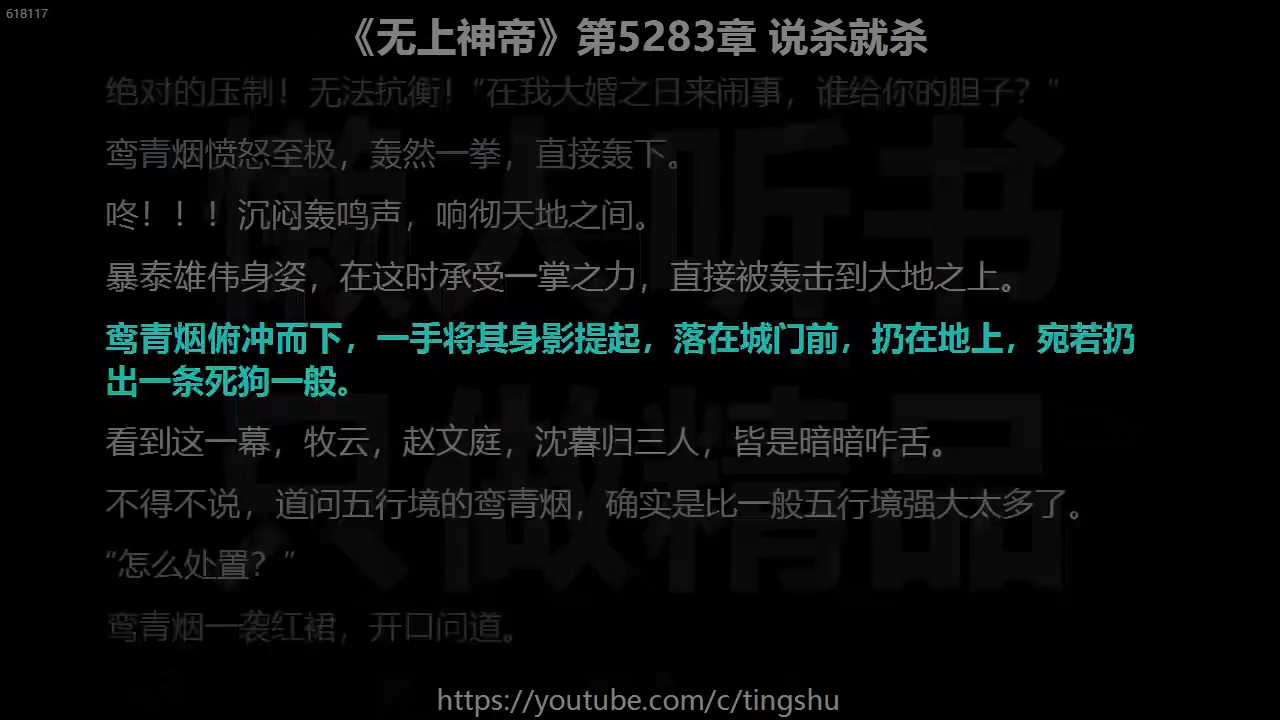 618117
《无上神帝》第5283章 说杀就杀
绝对的压制！无法抗衡！“在我大婚之日来闹事，谁给你的胆子？“
鸾青烟愤怒至极，轰然一拳，直接轰下。
咚！！！沉闷轰鸣声，响彻天地之间。
暴泰雄伟身姿，在这时承受一掌之力，直接被轰击到大地之上。
鸾青烟俯冲而下，一手将其身影提起，落在城门前，扔在地上，宛若扔
出一条死狗一般。
看到这一幕，牧云，赵文庭，沈暮归三人，皆是暗暗咋舌。
不得不说，道问五行境的鸾青烟，确实是比一般五行境强大太多了。
“怎么处置？”
鸾青烟一袭红裙，开口问道。
懒人听书
只做精品
https://youtube.com/c/tingshu